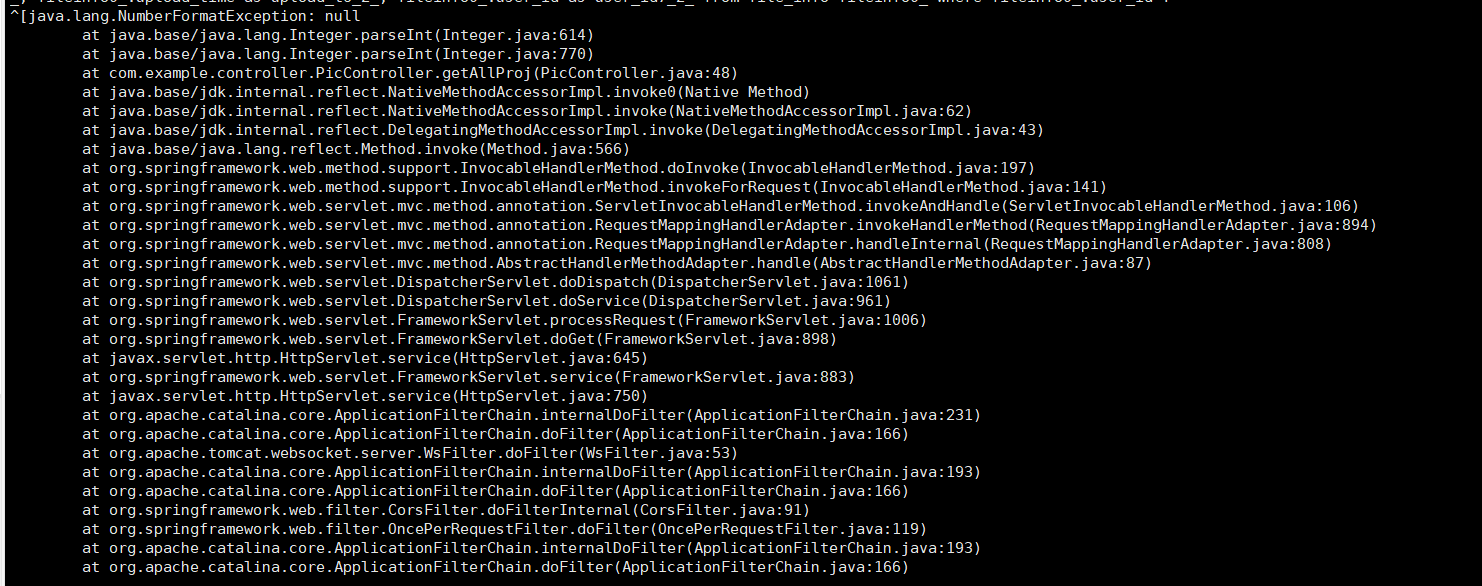 ^[java.lang.NumberFormatException: null
at java.base/java.lang.Integer.parseInt(Integer.java:614)
at java.base/java.lang.Integer.parseInt(Integer.java:770)
at com.example.controller.PicController.getAllProj(PicController.java:48)
at java.base/jdk.internal.reflect.NativeMethodAccessorImpl.invoke0(Native Method)
at java.base/jdk.internal.reflect.NativeMethodAccessorImpl.invoke(NativeMethodAccessorImpl.java:62)
at java.base/jdk.internal.reflect.DelegatingMethodAccessorImpl.invoke(DelegatingMethodAccessorImpl.java:43)
at java.base/java.lang.reflect.Method.invoke(Method.java:566)
at org.springframework.web.method.support.InvocableHandlerMethod.doInvoke(InvocableHandlerMethod.java:197)
at org.springframework.web.method.support.InvocableHandlerMethod.invokeForRequest(InvocableHandlerMethod.java:141)
at org.springframework.web.servlet.mvc.method.annotation.ServletInvocableHandlerMethod.invokeAndHandle(ServletInvocableHandlerMethod.java:106)
at org.springframework.web.servlet.mvc.method.annotation.RequestMappingHandlerAdapter.invokeHandlerMethod(RequestMappingHandlerAdapter.java:894)
at org.springframework.web.servlet.mvc.method.annotation.RequestMappingHandlerAdapter.handleInternal(RequestMappingHandlerAdapter.java:808)
at org.springframework.web.servlet.mvc.method.AbstractHandlerMethodAdapter.handle(AbstractHandlerMethodAdapter.java:87)
at org.springframework.web.servlet.DispatcherServlet.doDispatch(DispatcherServlet.java:1061)
at org.springframework.web.servlet.DispatcherServlet.doService(DispatcherServlet.java:961)
at org.springframework.web.servlet.FrameworkServlet.processRequest(FrameworkServlet.java:1006)
at org.springframework.web.servlet.FrameworkServlet.doGet(FrameworkServlet.java:898)
at javax.servlet.http.HttpServlet.service(HttpServlet.java:645)
at org.springframework.web.servlet.FrameworkServlet.service(FrameworkServlet.java:883)
at javax.servlet.http.HttpServlet.service(HttpServlet.java:750)
at org.apache.catalina.core.ApplicationFilterChain.internalDoFilter(ApplicationFilterChain.java:231)
at org.apache.catalina.core.ApplicationFilterChain.doFilter(ApplicationFilterChain.java:166)
at org.apache.tomcat.websocket.server.WsFilter.doFilter(WsFilter.java:53)
at org.apache.catalina.core.ApplicationFilterChain.internalDoFilter(ApplicationFilterChain.java:193)
at org.apache.catalina.core.ApplicationFilterChain.doFilter(ApplicationFilterChain.java:166)
at org.springframework.web.filter.CorsFilter.doFilterInternal(CorsFilter.java:91)
at org.springframework.web.filter.OncePerRequestFilter.doFilter(OncePerRequestFilter.java:119)
at org.apache.catalina.core.ApplicationFilterChain.internalDoFilter(ApplicationFilterChain.java:193)
at org.apache.catalina.core.ApplicationFilterChain.doFilter(ApplicationFilterChain.java:166)